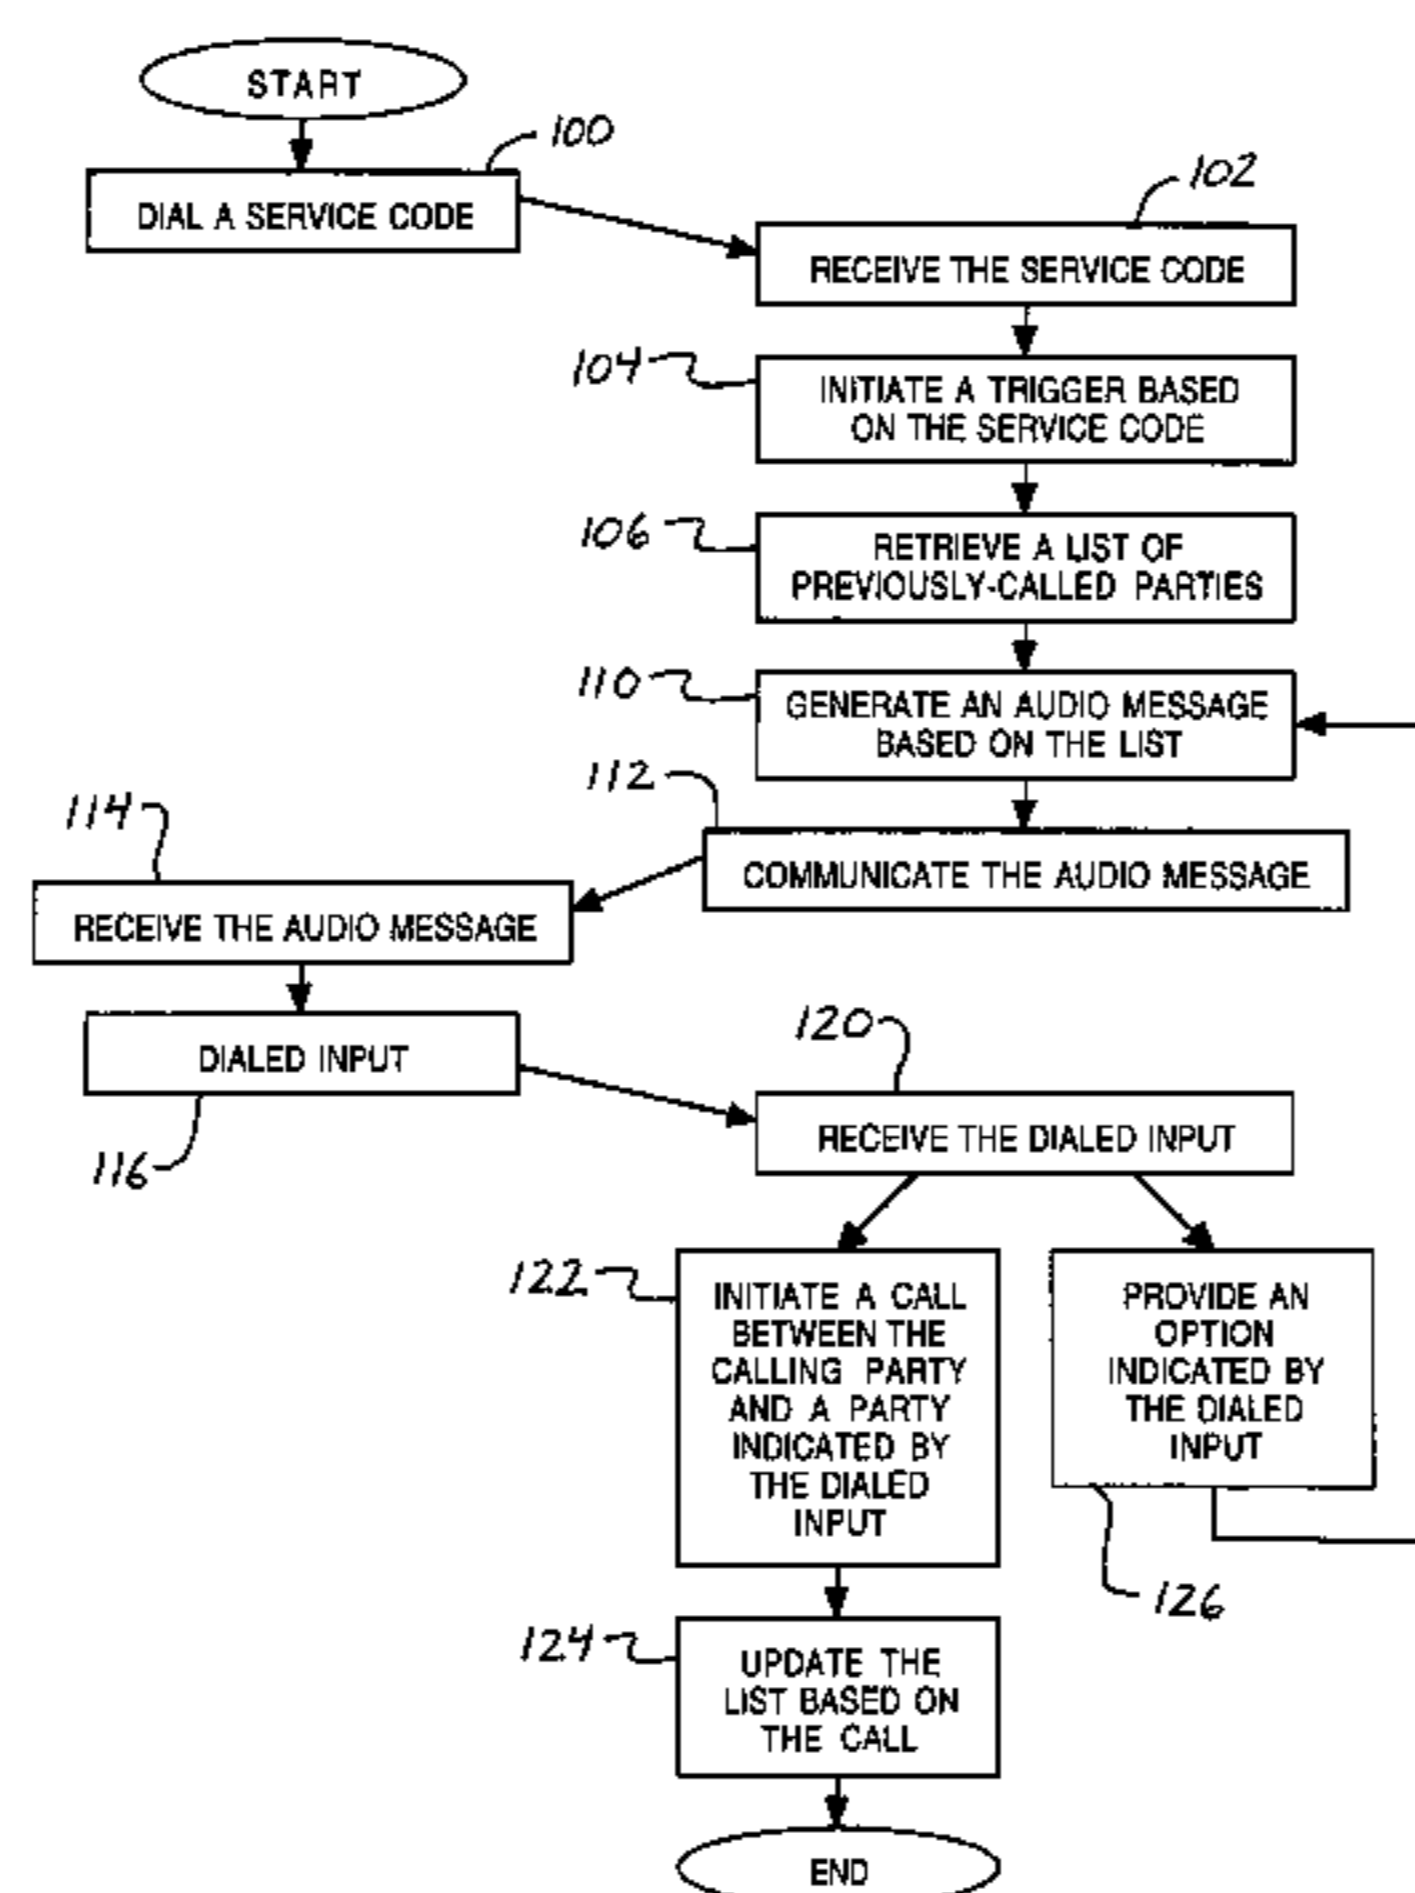 START
100
DIAL A SERVICE CODE
102
RECEIVE THE SERVICE CODE
104
INITIATE A TRIGGER BASED
ON THE SERVICE CODE
106
RETRIEVE A LIST OF
PREVIOUSLY-CALLED PARTIES
110
GENERATE AN AUDIO MESSAGE
BASED ON THE LIST
112
COMMUNICATE THE AUDIO MESSAGE
114
RECEIVE THE AUDIO MESSAGE
DIALED INPUT
116
120
RECEIVE THE DIALED INPUT
122
INITIATE A CALL
BETWEEN THE
CALLING PARTY
AND A PARTY
INDICATED BY
THE DIALED
INPUT
PROVIDE AN
OPTION
INDICATED BY
THE DIALED
INPUT
126
124
UPDATE THE
LIST BASED ON
THE CALL
END